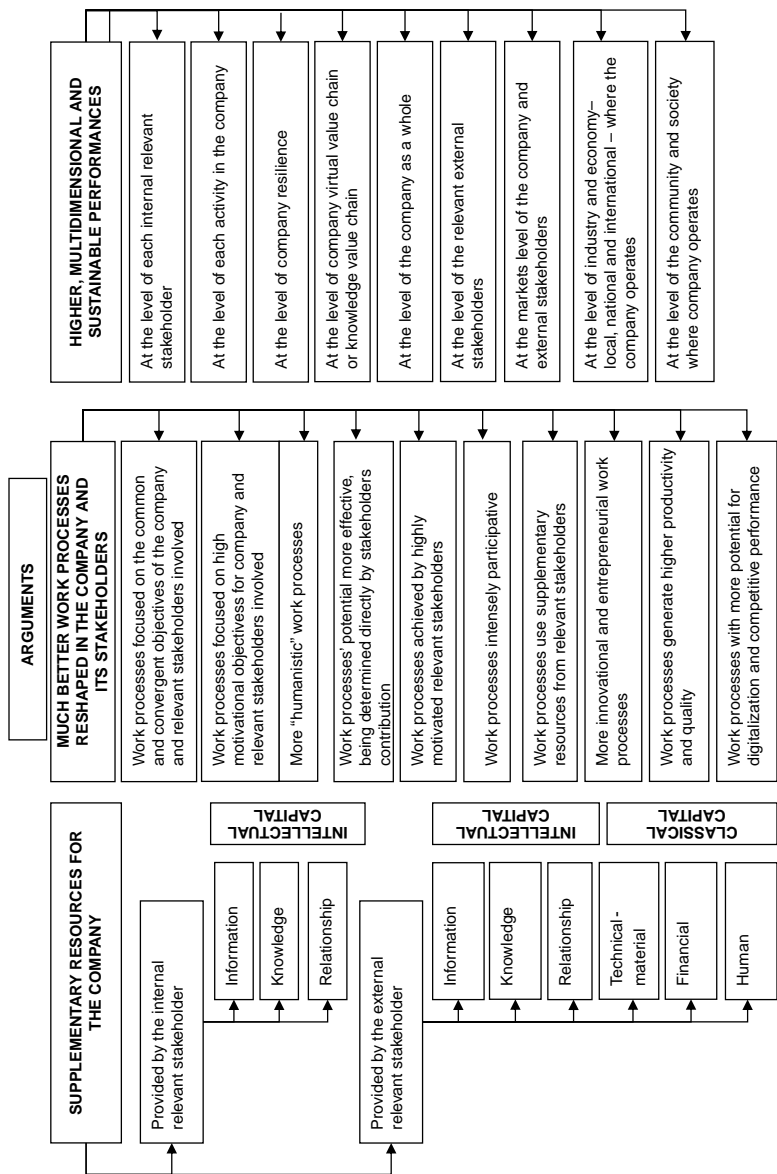 ARGUMENTS
SUPPLEMENTARY RESOURCES FOR
THE COMPANY
Provided by the internal
relevant stakeholder
Information
Knowledge
Relationship
INTELLECTUAL
CAPITAL
Provided by the external
relevant stakeholder
Information
Knowledge
Relationship
INTELLECTUAL
CAPITAL
Technical-
material
Financial
Human
CLASSICAL
CAPITAL
MUCH BETTER WORK PROCESSES
RESHAPED IN THE COMPANY AND
ITS STAKEHOLDERS
Work processes focused on the common
and convergent objectives of the company
and relevant stakeholders involved
Work processes focused on high
motivational objectivess for company and
relevant stakeholders involved
More “humanistic” work processes
Work processes’ potential more effective,
being determined directly by stakeholders
contribution
Work processes achieved by highly
motivated relevant stakeholders
Work processes intensely participative
Work processes use supplementary
resources from relevant stakeholders
More innovational and entrepreneurial work
processes
Work processes generate higher productivity
and quality
Work processes with more potential for
digitalization and competitive performance
HIGHER, MULTIDIMENSIONAL AND
SUSTAINABLE PERFORMANCES
At the level of each internal relevant
stakeholder
At the level of each activity in the company
At the level of company resilience
At the level of company virtual value chain
or knowledge value chain
At the level of the company as a whole
At the level of the relevant external
stakeholders
At the markets level of the company and
external stakeholders
At the level of industry and economy–
local, national and international – where the
company operates
At the level of the community and society
where company operates